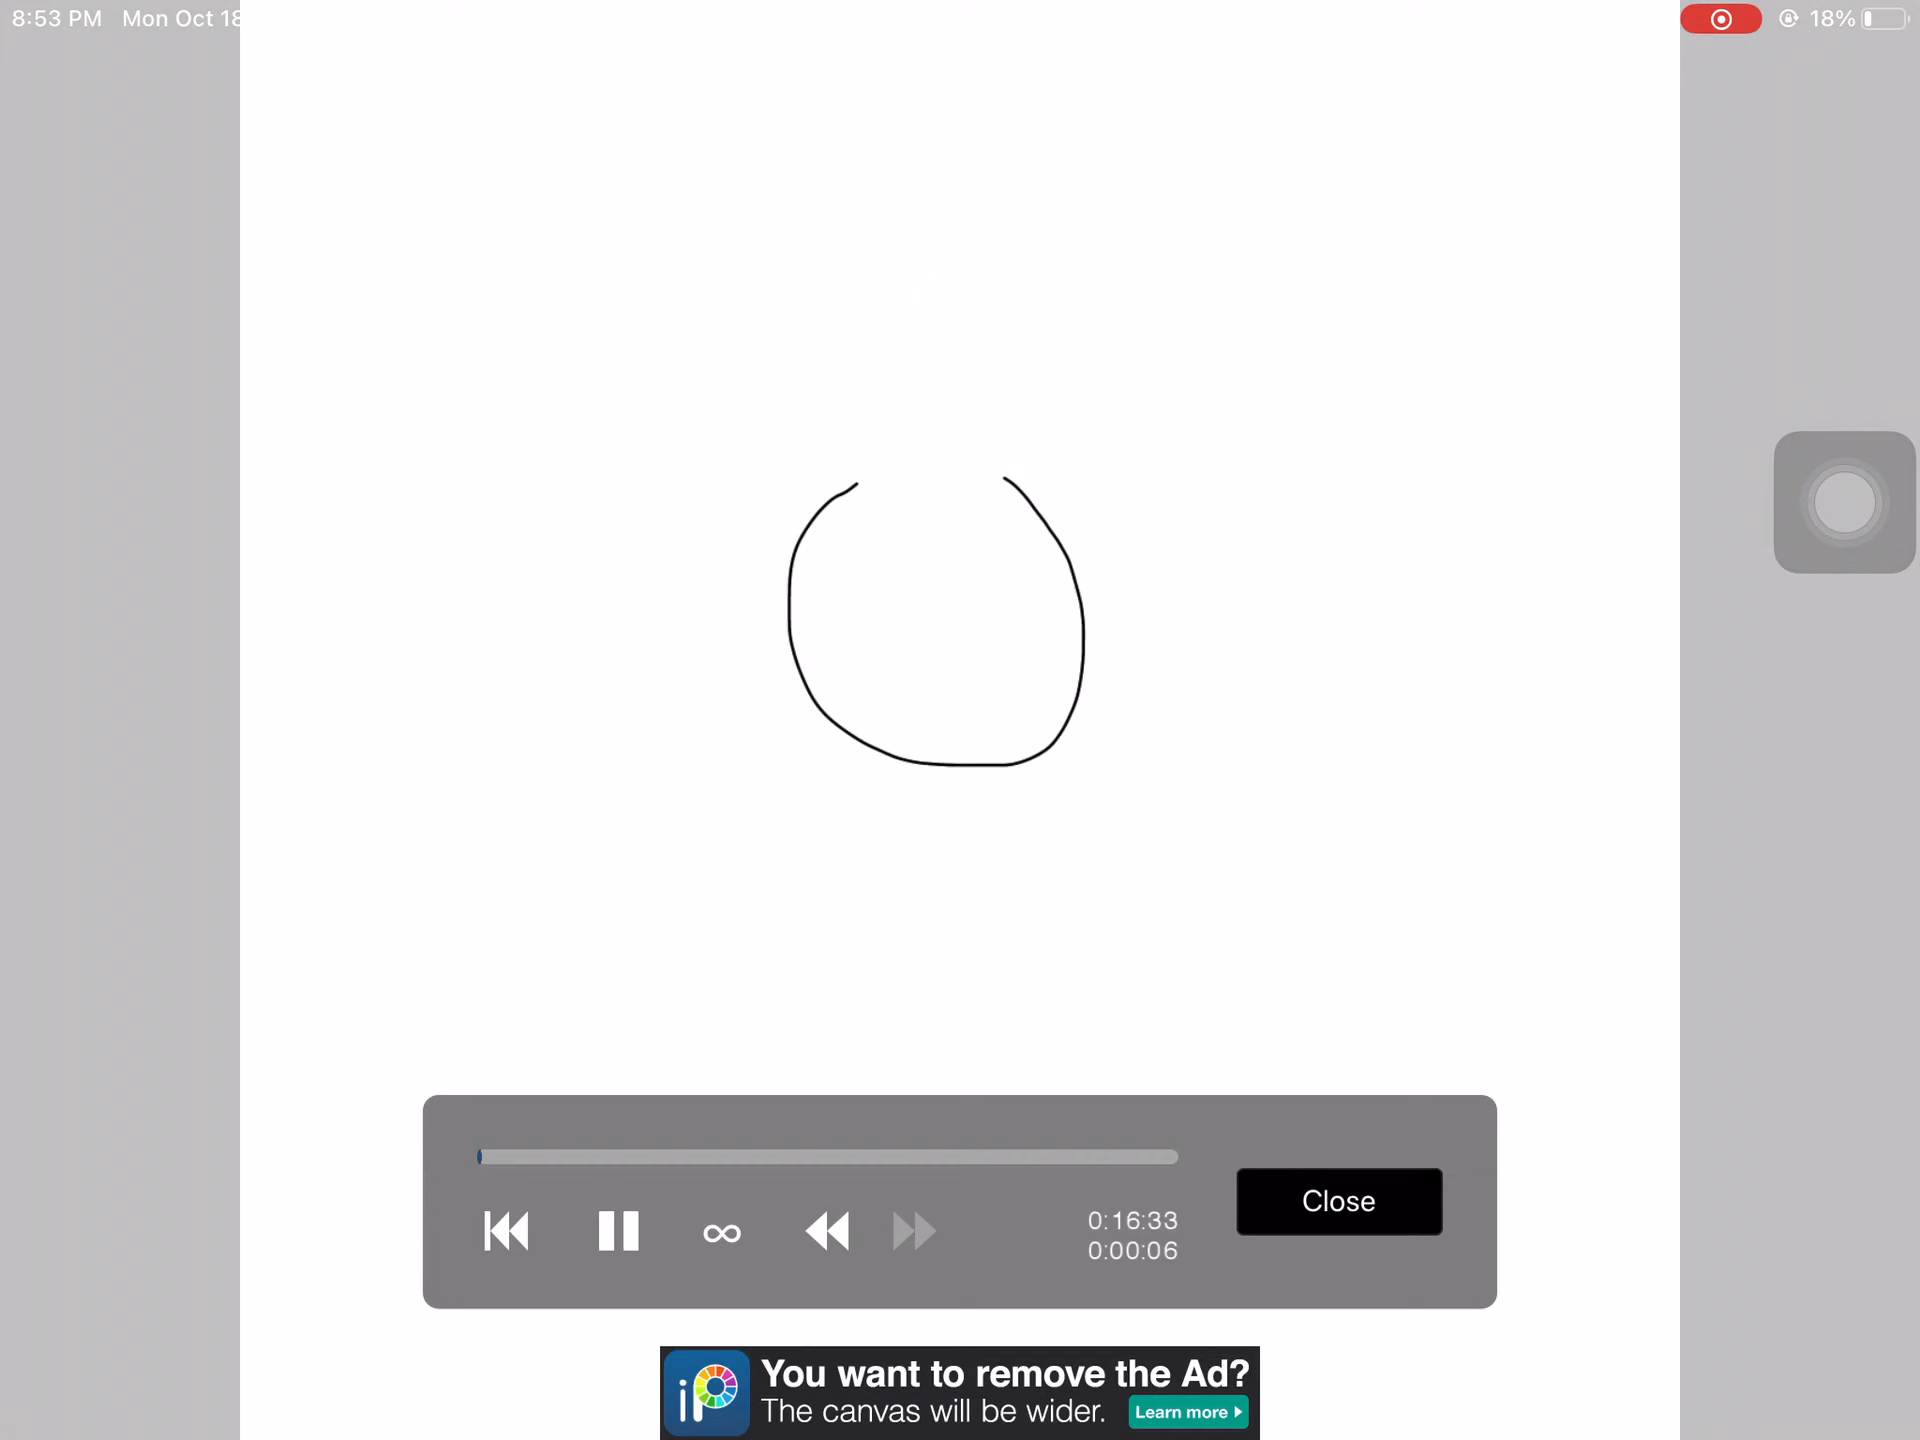 8:53 PM Mon Oct 18
18%
0:16:33
0:00:06
Close
iP
You want to remove the Ad?
The canvas will be wider.
Learn more